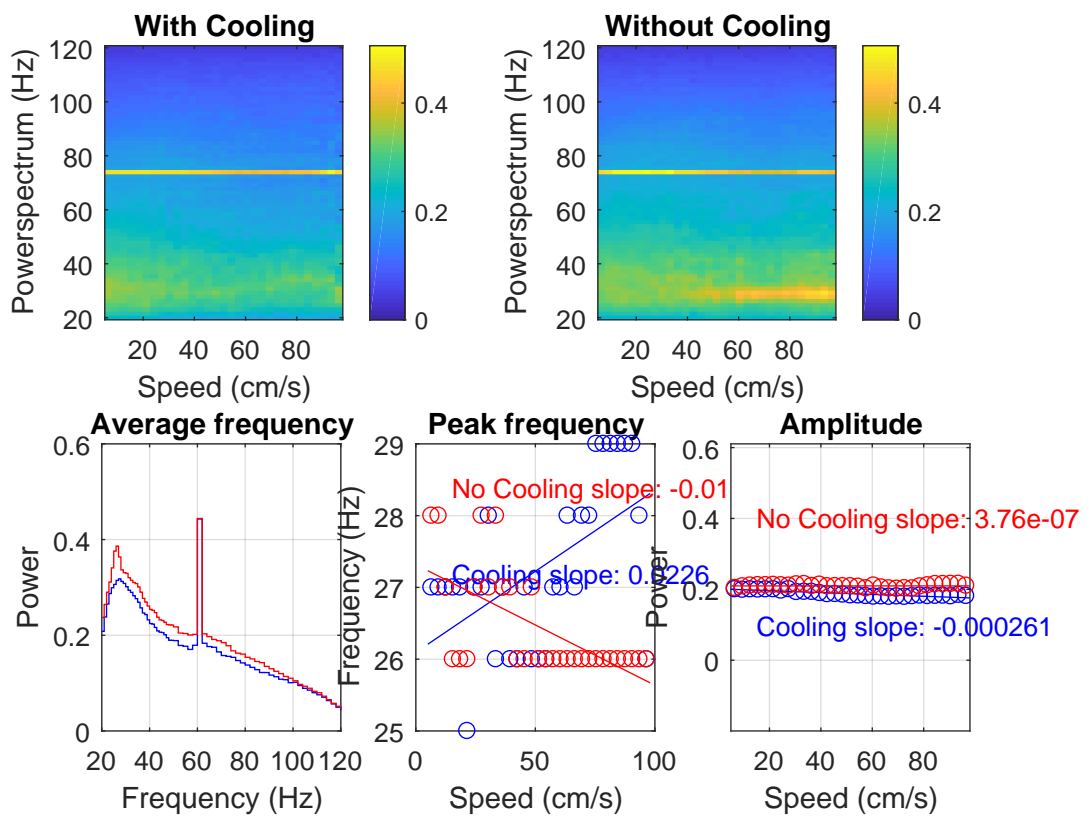 With Cooling
Without Cooling
Powerspectrum (Hz)
120
100
80
60
40
20
20 40 60 80
Speed (cm/s)
0.4
0.2
0
Powerspectrum (Hz)
120
100
80
60
40
20
20 40 60 80
Speed (cm/s)
0.4
0.2
0
Average frequency
Power
0.6
0.4
0.2
0
20 40 60 80 100 120
Frequency (Hz)
Peak frequency
Frequency (Hz)
29
28
27
26
25
No Cooling slope: -0.01
0 50 100
Speed (cm/s)
Amplitude
Power
0.6
0.4
0.2
0
No Cooling slope: 3.76e-07
Cooling slope: -0.000261
20 40 60 80
Speed (cm/s)
Cooling slope: 0.0226